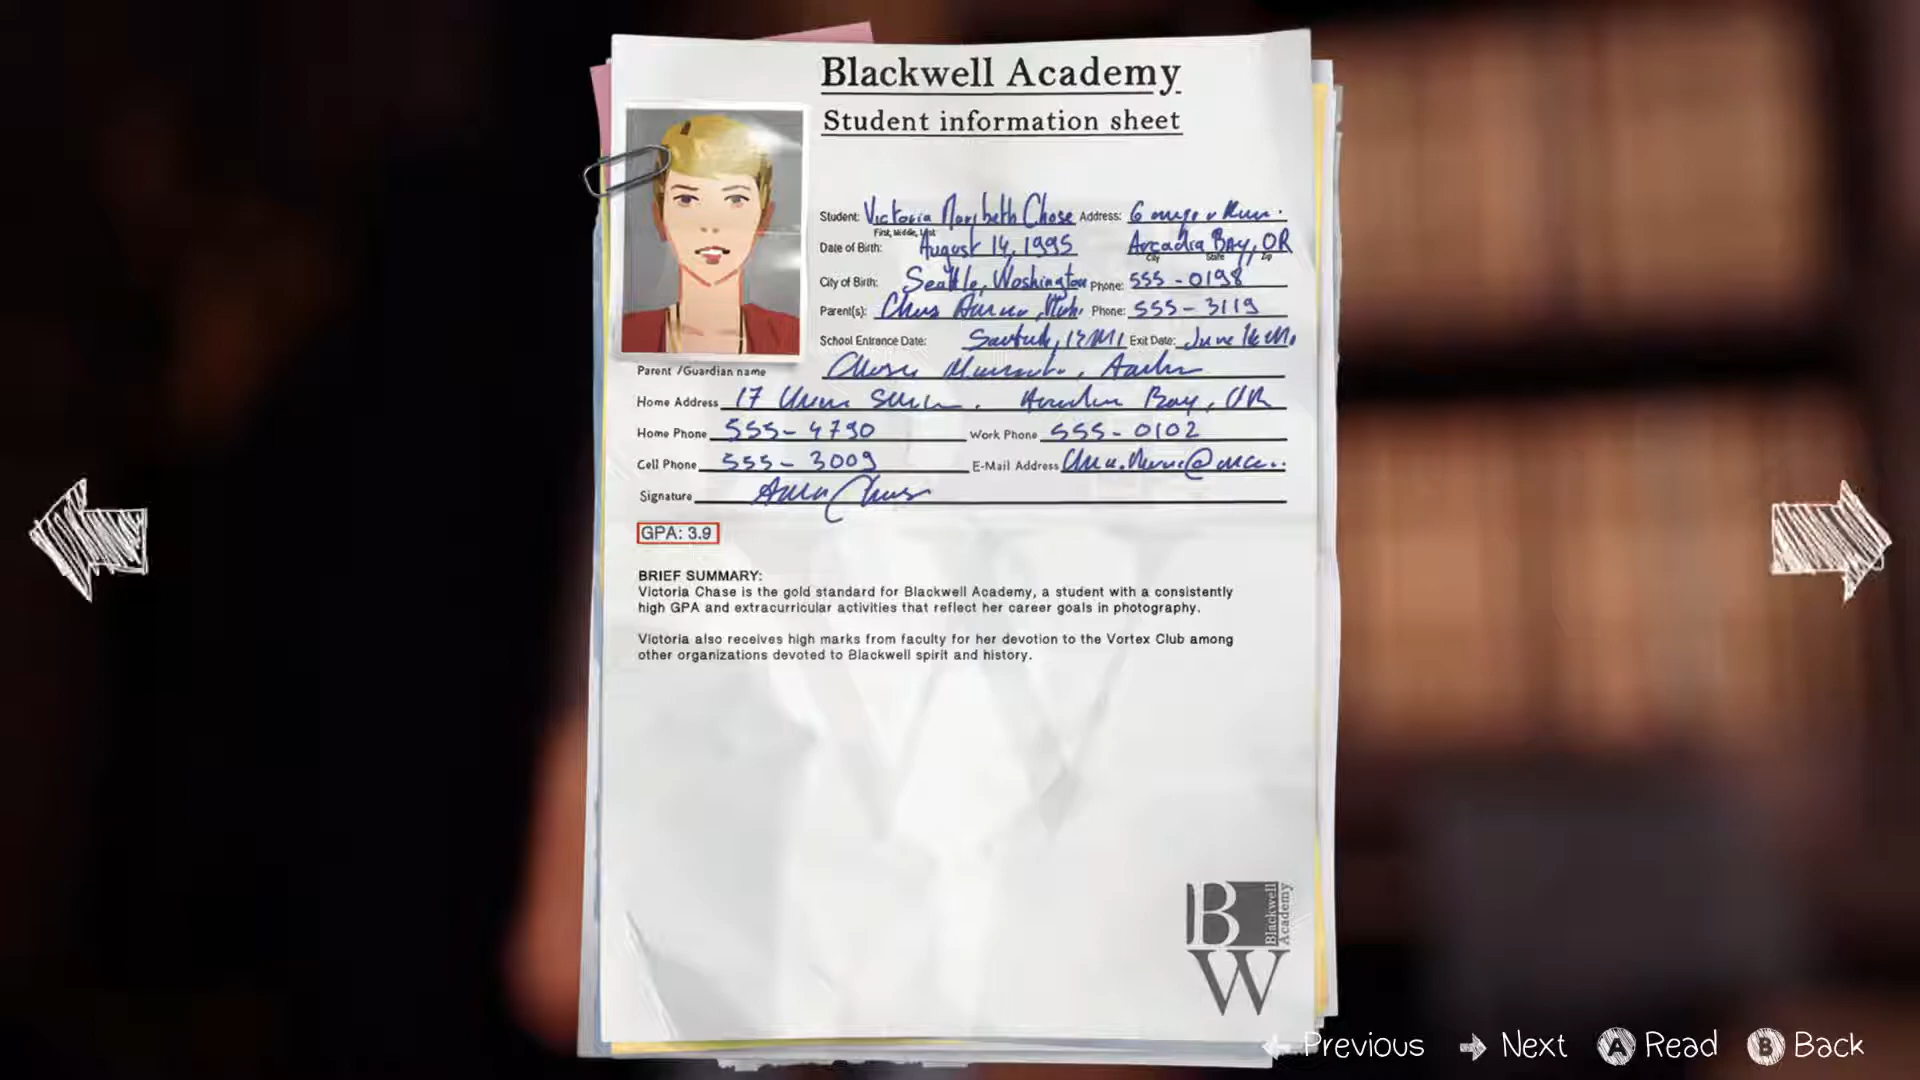 Blackwell Academy
Student information sheet
Student: Victoria Maribeth Chase Address:
First, Middle, Last
Date of Birth: August 14, 1995 Arcadia Bay, OR
City State Zip
City of Birth: Seattle, Washington Phone: 555-0198
Parent(s): Phone: 555-3119
School Entrance Date: Exit Date: June
Parent /Guardian name
Home Address 17 Bay, OR
Home Phone 555-4790 Work Phone 555-0102
Cell Phone 555-3009 E-Mail Address
Signature
GPA: 3.9
BRIEF SUMMARY:
Victoria Chase is the gold standard for Blackwell Academy, a student with a consistently
high GPA and extracurricular activities that reflect her career goals in photography.
Victoria also receives high marks from faculty for her devotion to the Vortex Club among
other organizations devoted to Blackwell spirit and history.
B
W
Blackwell
Academy
Previous Next A Read B Back